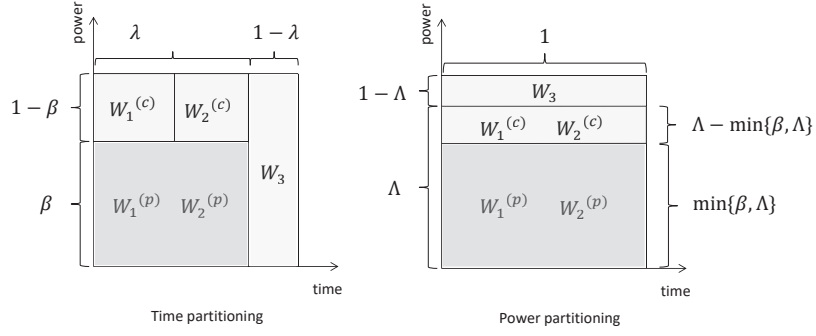 power
λ
1 − λ
1 − β
W₁⁽ᶜ⁾
W₂⁽ᶜ⁾
W₃
β
W₁⁽ᵖ⁾
W₂⁽ᵖ⁾
time
Time partitioning
power
1
1 − Λ
W₃
W₁⁽ᶜ⁾
W₂⁽ᶜ⁾
Λ − min{β, Λ}
Λ
W₁⁽ᵖ⁾
W₂⁽ᵖ⁾
min{β, Λ}
time
Power partitioning